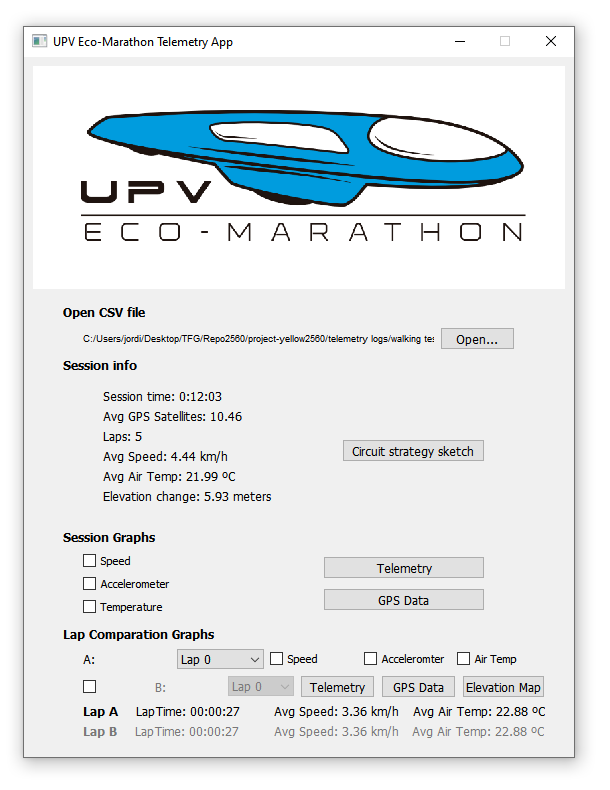 UPV Eco-Marathon Telemetry App
UPV
ECO-MARATHON
Open CSV file
C:/Users/jordi/Desktop/TFG/Repo2560/project-yellow2560/telemetry logs/walking tes
Open...
Session info
Session time: 0:12:03
Avg GPS Satellites: 10.46
Laps: 5
Avg Speed: 4.44 km/h
Circuit strategy sketch
Avg Air Temp: 21.99 ºC
Elevation change: 5.93 meters
Session Graphs
Speed
Telemetry
Accelerometer
GPS Data
Temperature
Lap Comparation Graphs
A: Lap 0 Speed Acceleromter Air Temp
B: Lap 0 Telemetry GPS Data Elevation Map
Lap A LapTime: 00:00:27 Avg Speed: 3.36 km/h Avg Air Temp: 22.88 ºC
Lap B LapTime: 00:00:27 Avg Speed: 3.36 km/h Avg Air Temp: 22.88 ºC